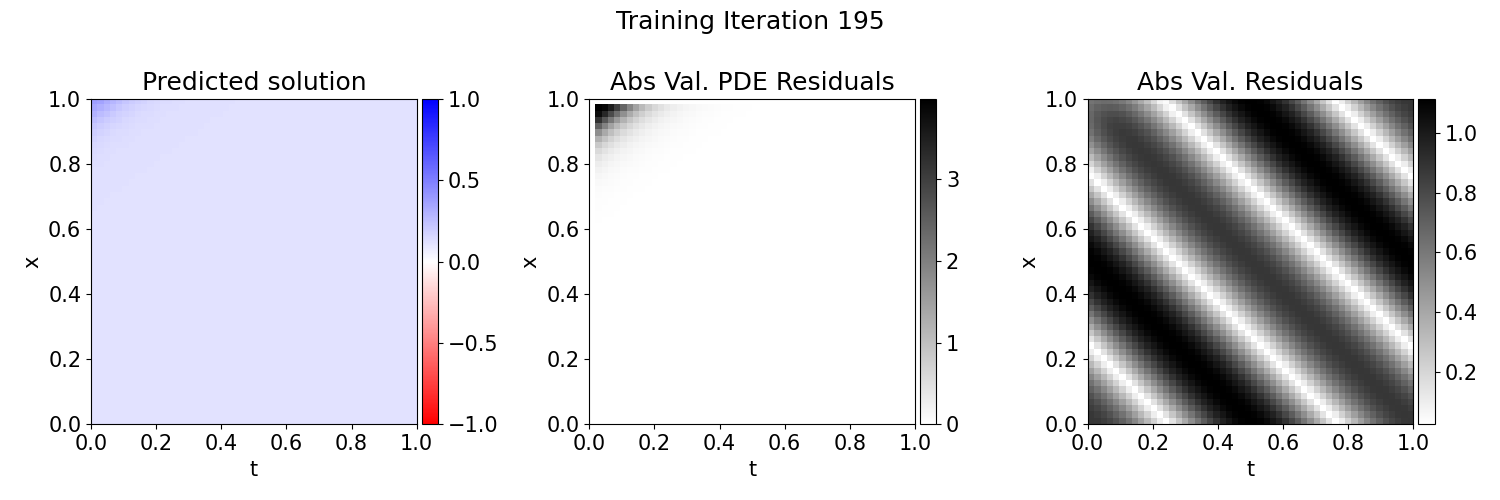 Training Iteration 195
Predicted solution
Abs Val. PDE Residuals
Abs Val. Residuals
1.0
0.8
0.6
0.4
0.2
0.0
x
0.0 0.2 0.4 0.6 0.8 1.0
t
1.0
0.5
0.0
−0.5
−1.0
1.0
0.8
0.6
0.4
0.2
0.0
x
0.0 0.2 0.4 0.6 0.8 1.0
t
3
2
1
0
1.0
0.8
0.6
0.4
0.2
0.0
x
0.0 0.2 0.4 0.6 0.8 1.0
t
1.0
0.8
0.6
0.4
0.2